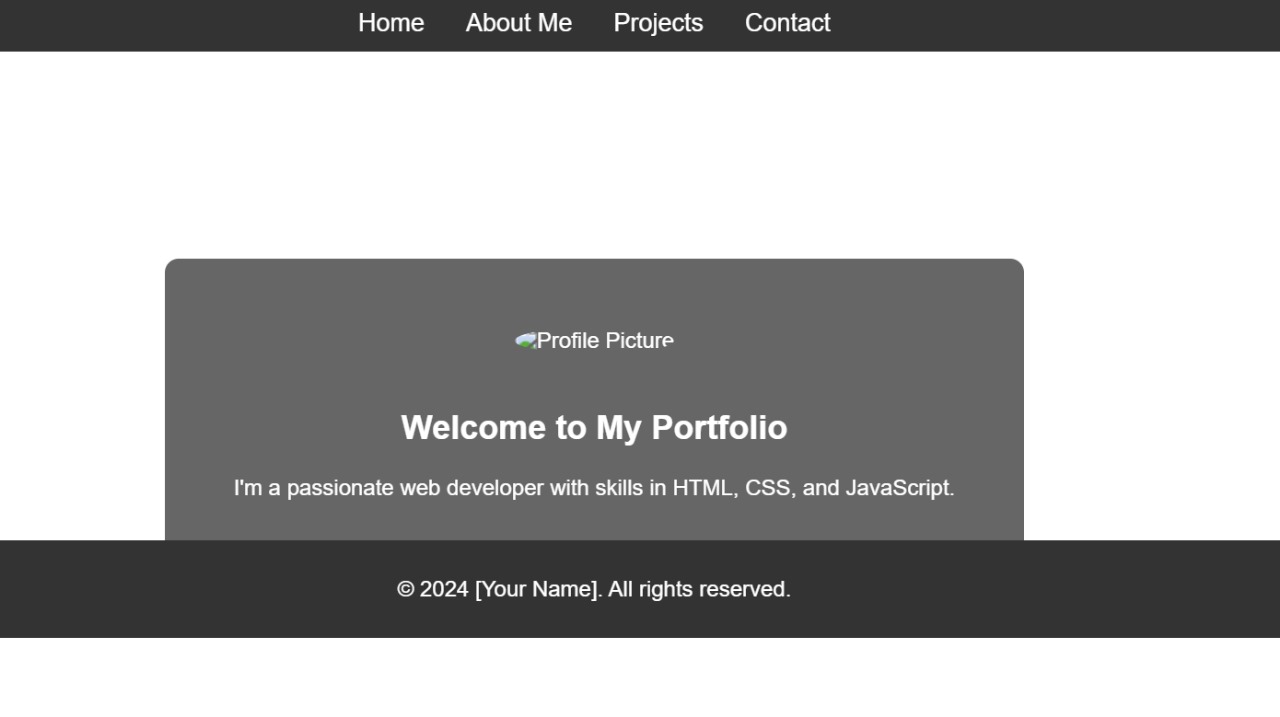 Home About Me Projects Contact
Profile Picture
Welcome to My Portfolio
I'm a passionate web developer with skills in HTML, CSS, and JavaScript.
© 2024 [Your Name]. All rights reserved.